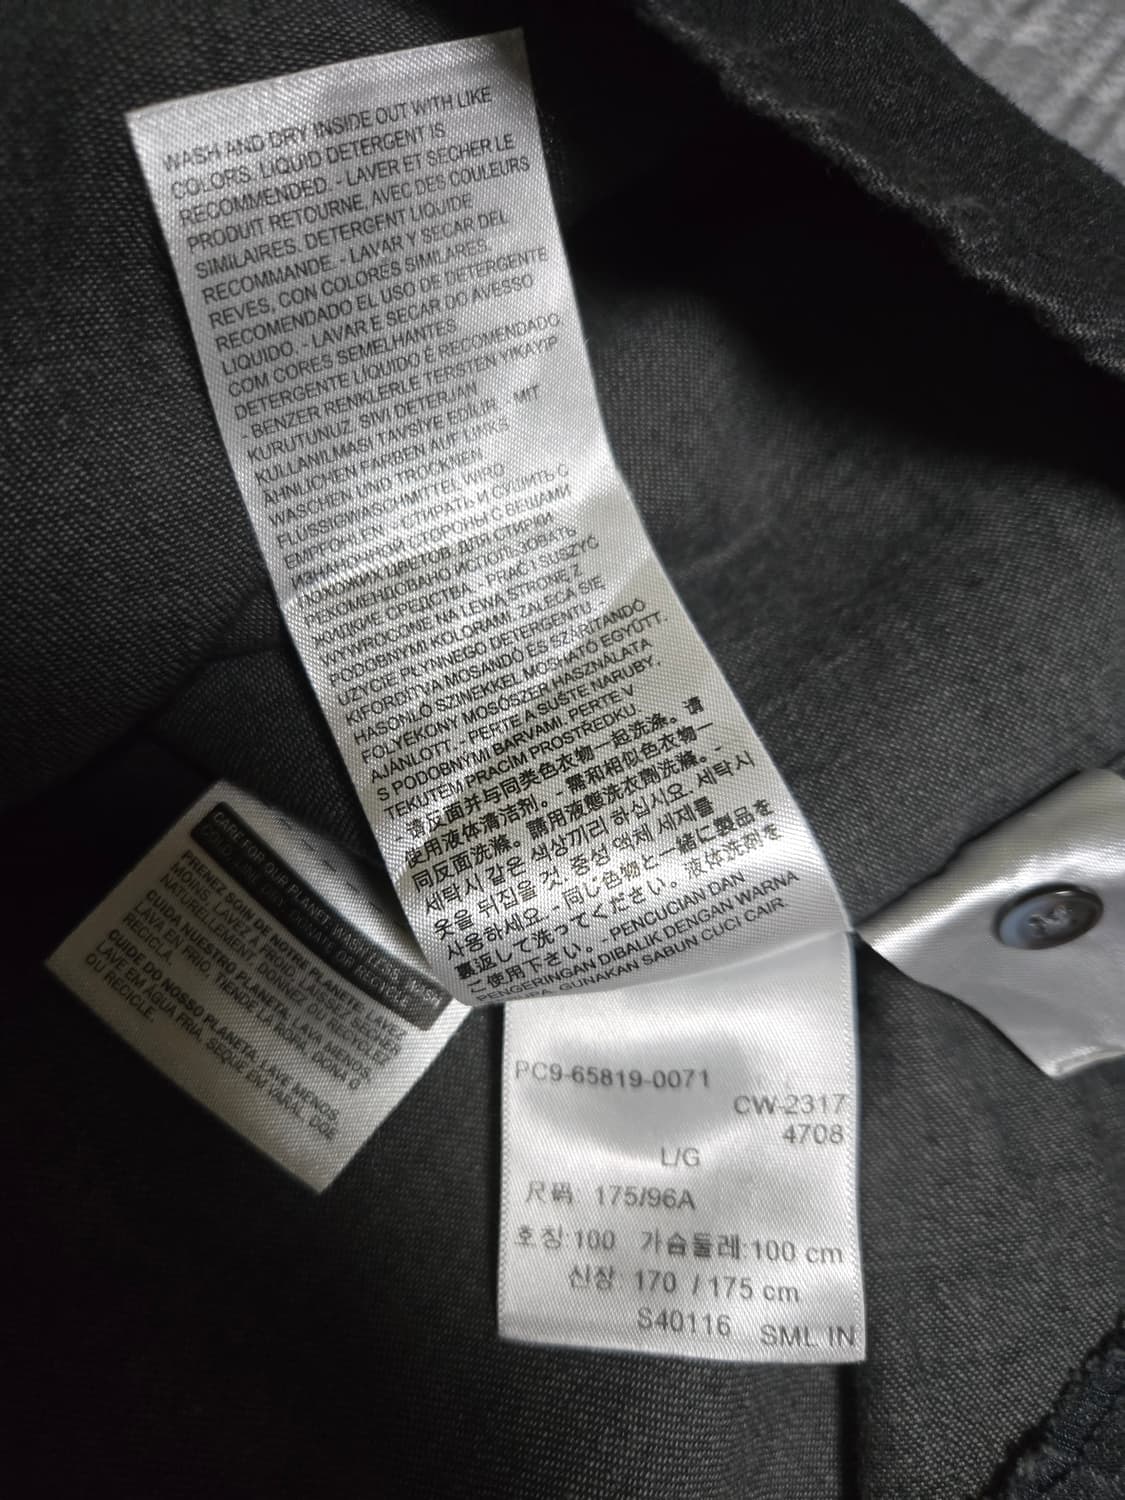 WASH AND DRY INSIDE OUT WITH LIKE
COLORS. LIQUID DETERGENT IS
RECOMMENDED. - LAVER ET SECHER LE
PRODUIT RETOURNE, AVEC DES COULEURS
SIMILAIRES. DETERGENT LIQUIDE
RECOMMANDE. - LAVAR Y SECAR DEL
REVES, CON COLORES SIMILARES.
RECOMENDADO EL USO DE DETERGENTE
LIQUIDO. - LAVAR E SECAR DO AVESSO
COM CORES SEMELHANTES.
DETERGENTE LÍQUIDO É RECOMENDADO.
- BENZER RENKLERLE TERSTEN YIKAYIP
KURUTUNUZ. SIVI DETERJAN
KULLANILMASI TAVSİYE EDİLİR. - MIT
ÄHNLICHEN FARBEN AUF LINKS
WASCHEN UND TROCKNEN.
FLÜSSIGWASCHMITTEL WIRD
EMPFOHLEN. - СТИРАТЬ И СУШИТЬ С
ИЗНАНОЧНОЙ СТОРОНЫ С ВЕЩАМИ
ПОХОЖИХ ЦВЕТОВ. ДЛЯ СТИРКИ
РЕКОМЕНДОВАНО ИСПОЛЬЗОВАТЬ
ЖИДКИЕ СРЕДСТВА. - PRAĆ I SUSZYĆ
WYWRÓCONE NA LEWĄ STRONĘ Z
PODOBNYMI KOLORAMI. ZALECA SIĘ
UŻYCIE PŁYNNEGO DETERGENTU. -
KIFORDÍTVA MOSANDÓ ÉS SZÁRÍTANDÓ
HASONLÓ SZÍNEKKEL MOSHATÓ EGYÜTT.
FOLYÉKONY MOSÓSZER HASZNÁLATA
AJÁNLOTT. - PERTE A SUŠTE NARUBY,
S PODOBNÝMI BARVAMI. PERTE V
TEKUTÉM PRACÍM PROSTŘEDKU.
- 请反面并与同类色衣物一起洗涤。请
使用液体清洁剂。- 需和相似色衣物一
同反面洗滌。請用液態洗衣劑洗滌。-
세탁시 같은 색상끼리 하십시요. 세탁시
옷을 뒤집을 것. 중성 액체 세제를
사용하세요. - 同じ色物と一緒に製品を
裏返して洗ってください。液体洗剤を
ご使用下さい。- PENCUCIAN DAN
PENGERINGAN DIBALIK DENGAN WARNA
GUNAKAN SABUN CUCI CAIR
CARE FOR OUR PLANET
PRENEZ SOIN DE NOTRE PLANETE. LAVEZ
MOINS, LAVEZ A FROID, LAISSEZ SECHER
NATURELLEMENT, DONNEZ OU RECYCLEZ
CUIDA NUESTRO PLANETA. LAVA MENOS,
LAVA EN FRIO, TIENDE LA ROPA, DONA O
RECICLA.
CUIDE DO NOSSO PLANETA. LAVE MENOS,
LAVE EM AGUA FRIA, SEQUE EM VARAL, DOE
OU RECICLE.
PC9-65819-0071
CW-2317
4708
L/G
尺码 175/96A
호칭:100 가슴둘레:100 cm
신장 170 / 175 cm
S40116 SML IN